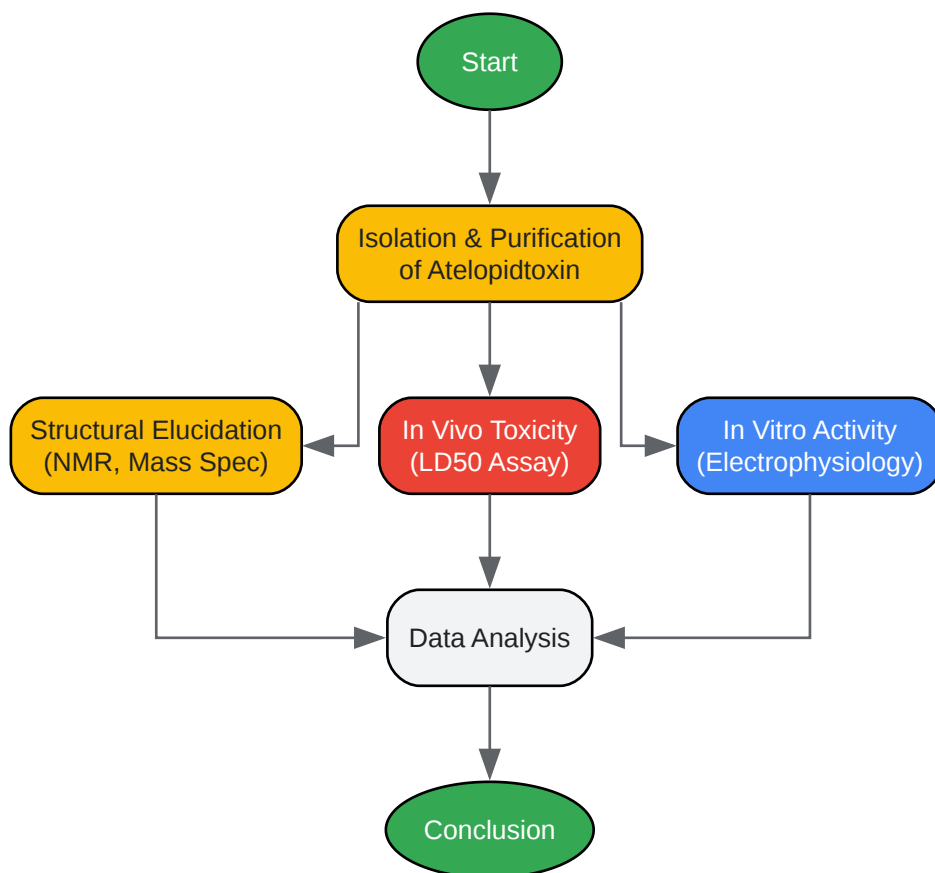 Start
Isolation & Purification
of Atelopidtoxin
Structural Elucidation
(NMR, Mass Spec)
In Vivo Toxicity
(LD50 Assay)
In Vitro Activity
(Electrophysiology)
Data Analysis
Conclusion